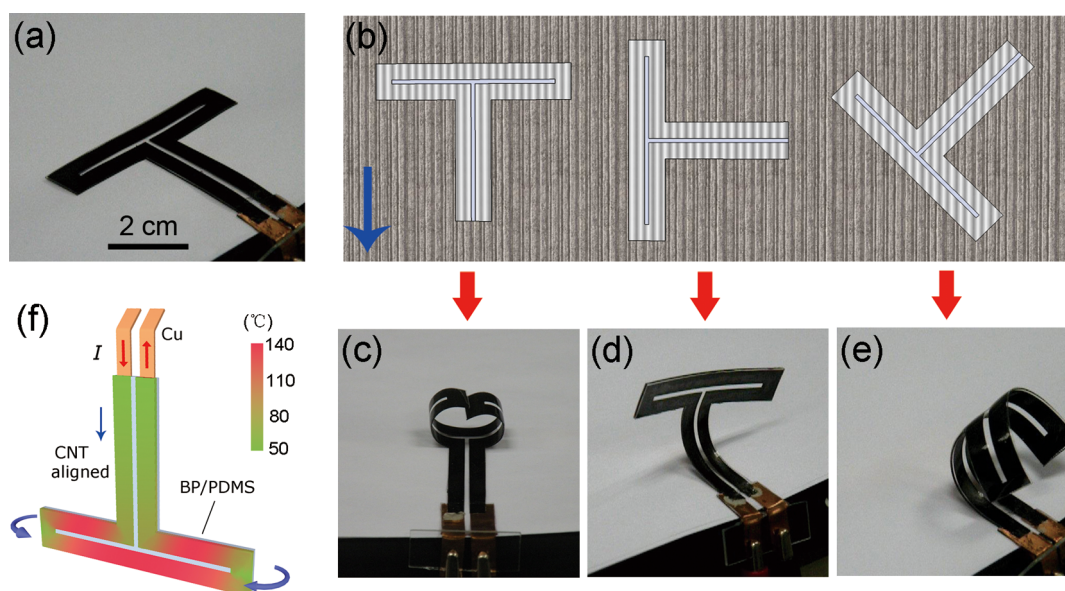 (a)
2 cm
(b)
(c)
(d)
(e)
(f)
(℃)
140
110
80
50
I
Cu
CNT
aligned
BP/PDMS